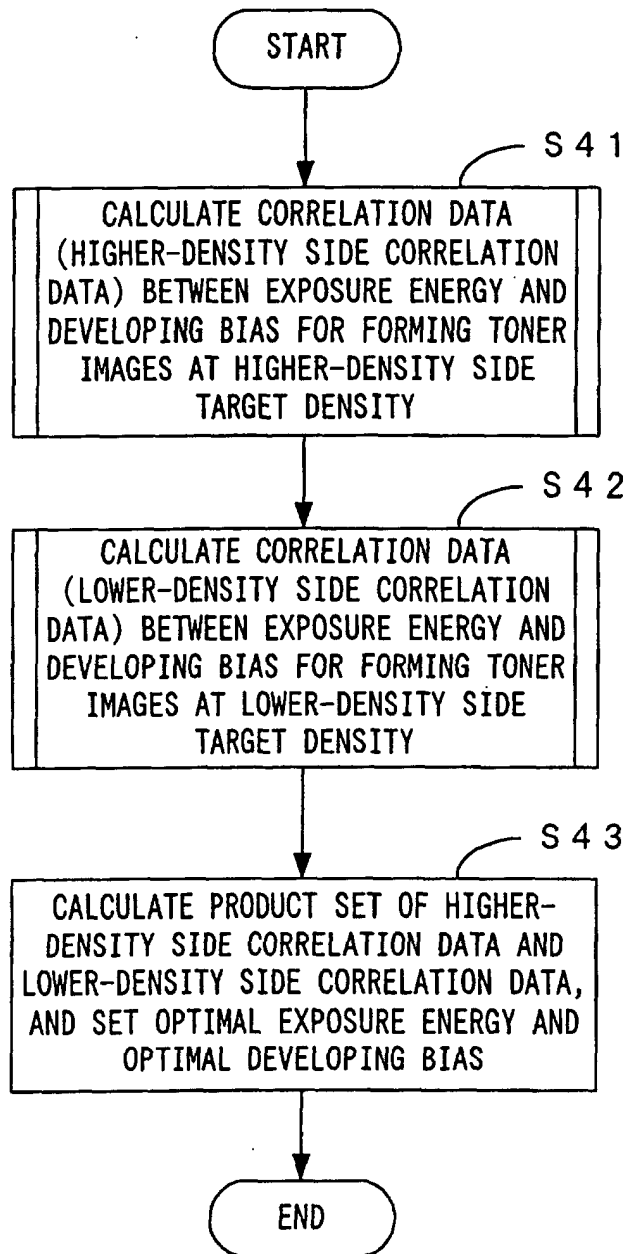 START
S41
CALCULATE CORRELATION DATA
(HIGHER-DENSITY SIDE CORRELATION
DATA) BETWEEN EXPOSURE ENERGY AND
DEVELOPING BIAS FOR FORMING TONER
IMAGES AT HIGHER-DENSITY SIDE
TARGET DENSITY
S42
CALCULATE CORRELATION DATA
(LOWER-DENSITY SIDE CORRELATION
DATA) BETWEEN EXPOSURE ENERGY AND
DEVELOPING BIAS FOR FORMING TONER
IMAGES AT LOWER-DENSITY SIDE
TARGET DENSITY
S43
CALCULATE PRODUCT SET OF HIGHER-
DENSITY SIDE CORRELATION DATA AND
LOWER-DENSITY SIDE CORRELATION DATA,
AND SET OPTIMAL EXPOSURE ENERGY AND
OPTIMAL DEVELOPING BIAS
END